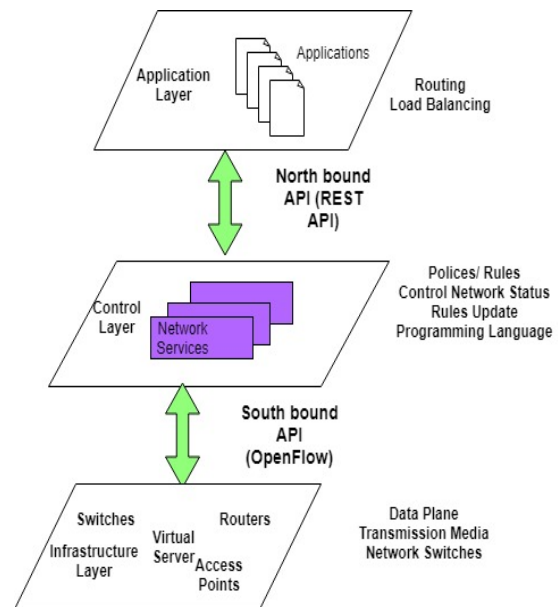 Application
Layer
Applications
Routing
Load Balancing
North bound
API (REST
API)
Control
Layer
Network
Services
Polices/ Rules
Control Network Status
Rules Update
Programming Language
South bound
API
(OpenFlow)
Switches
Routers
Infrastructure
Layer
Virtual
Server
Access
Points
Data Plane
Transmission Media
Network Switches